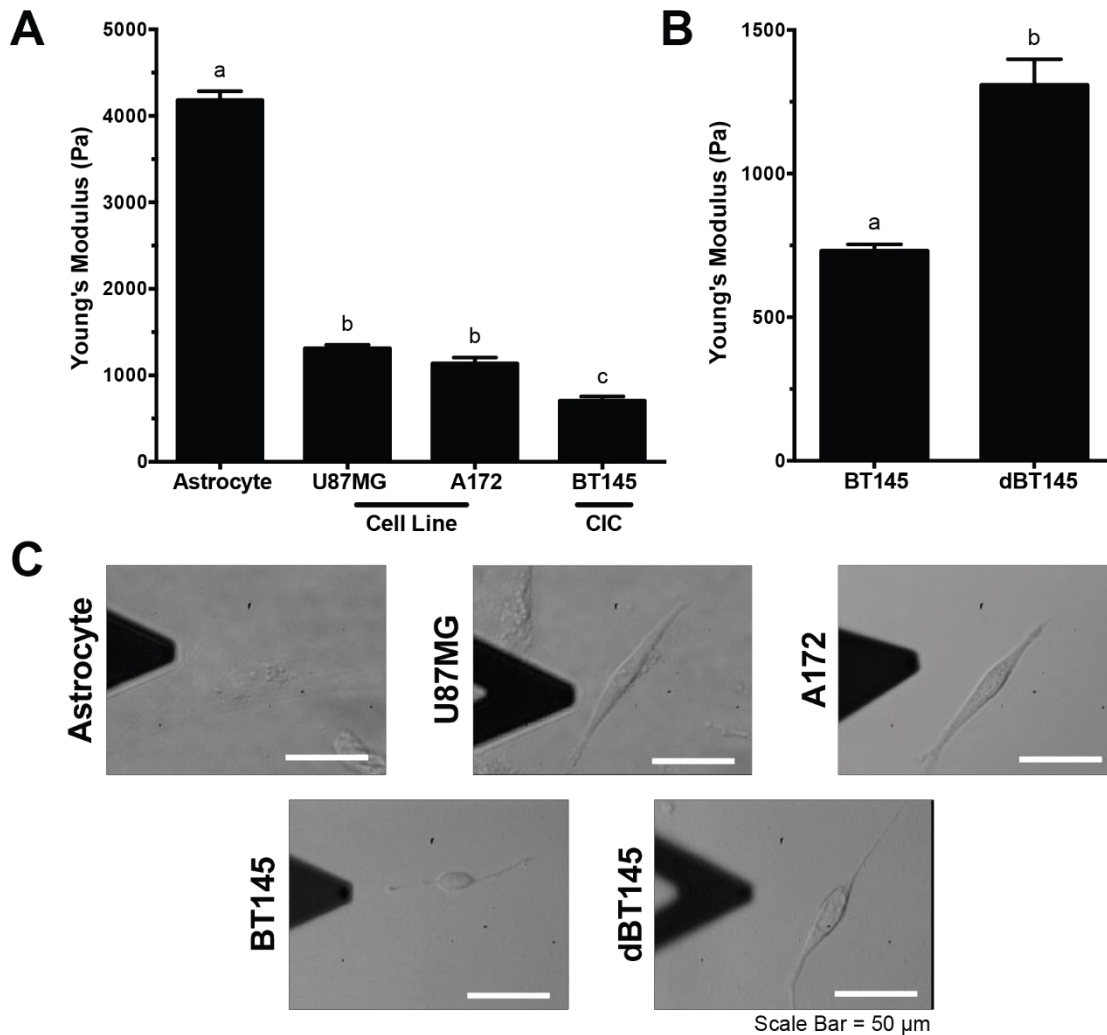 A
Young's Modulus (Pa)
5000
4000
3000
2000
1000
0
a
b
b
c
Astrocyte
U87MG
A172
BT145
Cell Line
CIC
B
Young's Modulus (Pa)
1500
1000
500
0
a
b
BT145
dBT145
C
Astrocyte
U87MG
A172
BT145
dBT145
Scale Bar = 50 μm